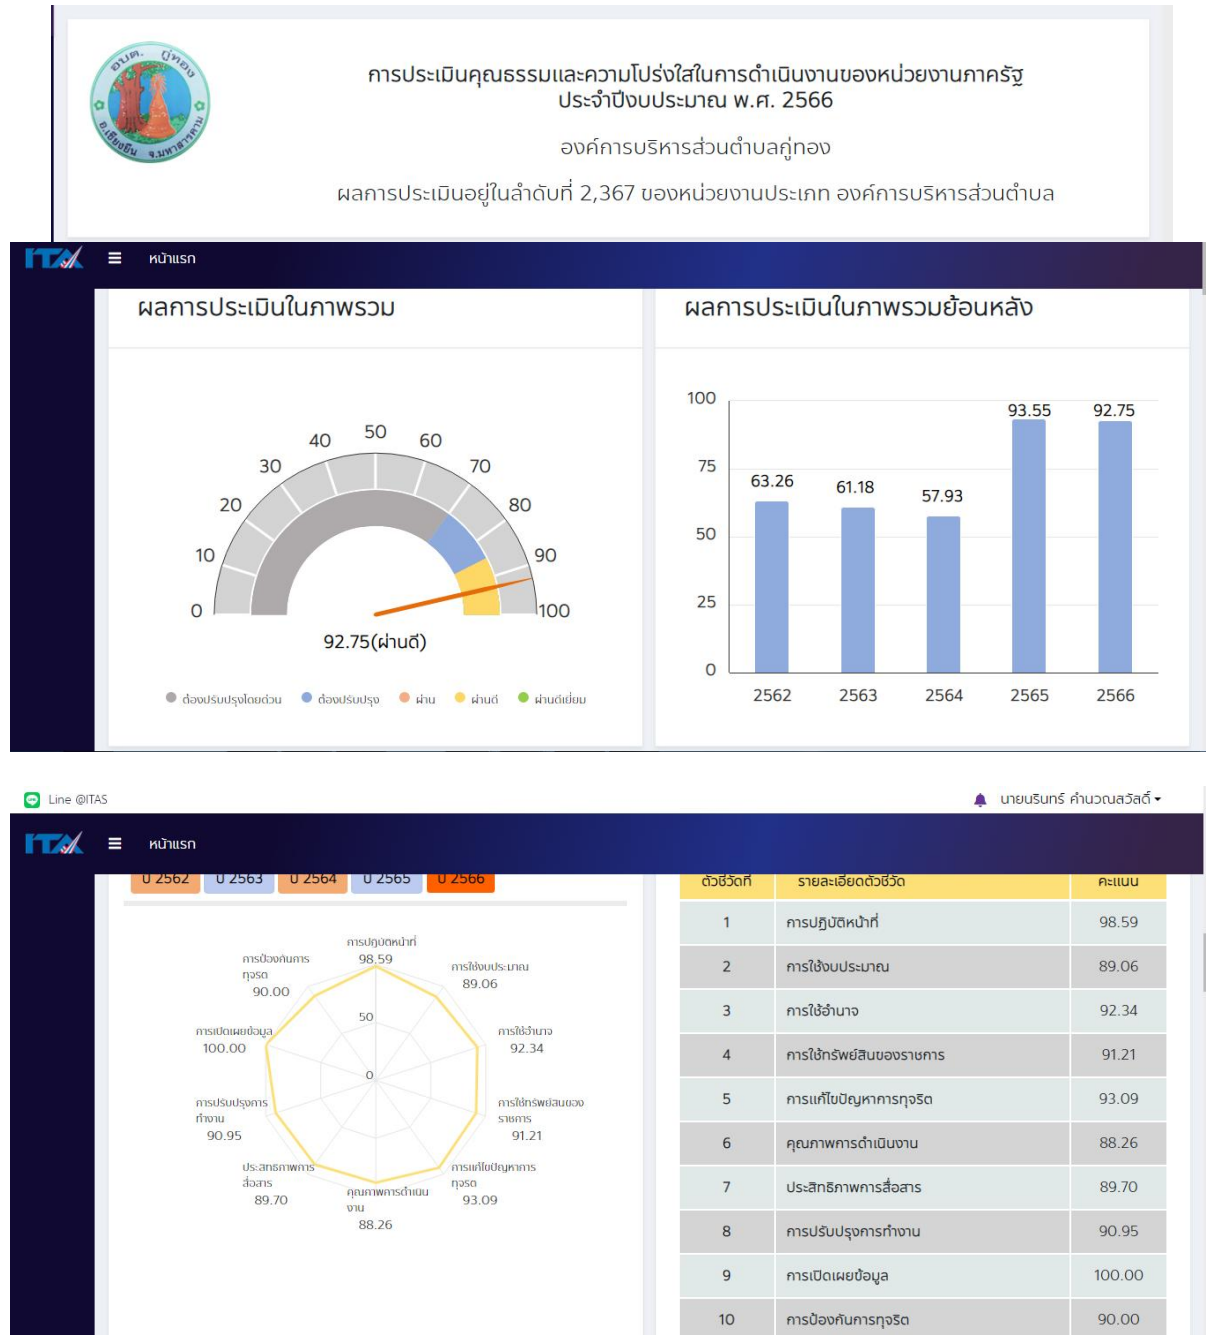 อบต. กู่ทอง
อ.เชียงยืน จ.มหาสารคาม
การประเมินคุณธรรมและความโปร่งใสในการดำเนินงานของหน่วยงานภาครัฐ
ประจำปีงบประมาณ พ.ศ. 2566
องค์การบริหารส่วนตำบลกู่ทอง
ผลการประเมินอยู่ในลำดับที่ 2,367 ของหน่วยงานประเภท องค์การบริหารส่วนตำบล
ITA ☰ หน้าแรก
ผลการประเมินในภาพรวม
0 10 20 30 40 50 60 70 80 90 100
92.75(ผ่านดี)
ต้องปรับปรุงโดยด่วน ต้องปรับปรุง ผ่าน ผ่านดี ผ่านดีเยี่ยม
ผลการประเมินในภาพรวมย้อนหลัง
100
75
50
25
0
63.26 61.18 57.93 93.55 92.75
2562 2563 2564 2565 2566
Line @ITAS
นายนรินทร์ คำนวณสวัสดิ์
ITA ☰ หน้าแรก
ปี 2562 ปี 2563 ปี 2564 ปี 2565 ปี 2566
การปฏิบัติหน้าที่
98.59
การใช้งบประมาณ
89.06
การใช้อำนาจ
92.34
การใช้ทรัพย์สินของ
ราชการ
91.21
การแก้ไขปัญหาการ
ทุจริต
93.09
คุณภาพการดำเนิน
งาน
88.26
ประสิทธิภาพการ
สื่อสาร
89.70
การปรับปรุงการ
ทำงาน
90.95
การเปิดเผยข้อมูล
100.00
การป้องกันการ
ทุจริต
90.00
50
0
ตัวชี้วัดที่ รายละเอียดตัวชี้วัด คะแนน
1 การปฏิบัติหน้าที่ 98.59
2 การใช้งบประมาณ 89.06
3 การใช้อำนาจ 92.34
4 การใช้ทรัพย์สินของราชการ 91.21
5 การแก้ไขปัญหาการทุจริต 93.09
6 คุณภาพการดำเนินงาน 88.26
7 ประสิทธิภาพการสื่อสาร 89.70
8 การปรับปรุงการทำงาน 90.95
9 การเปิดเผยข้อมูล 100.00
10 การป้องกันการทุจริต 90.00